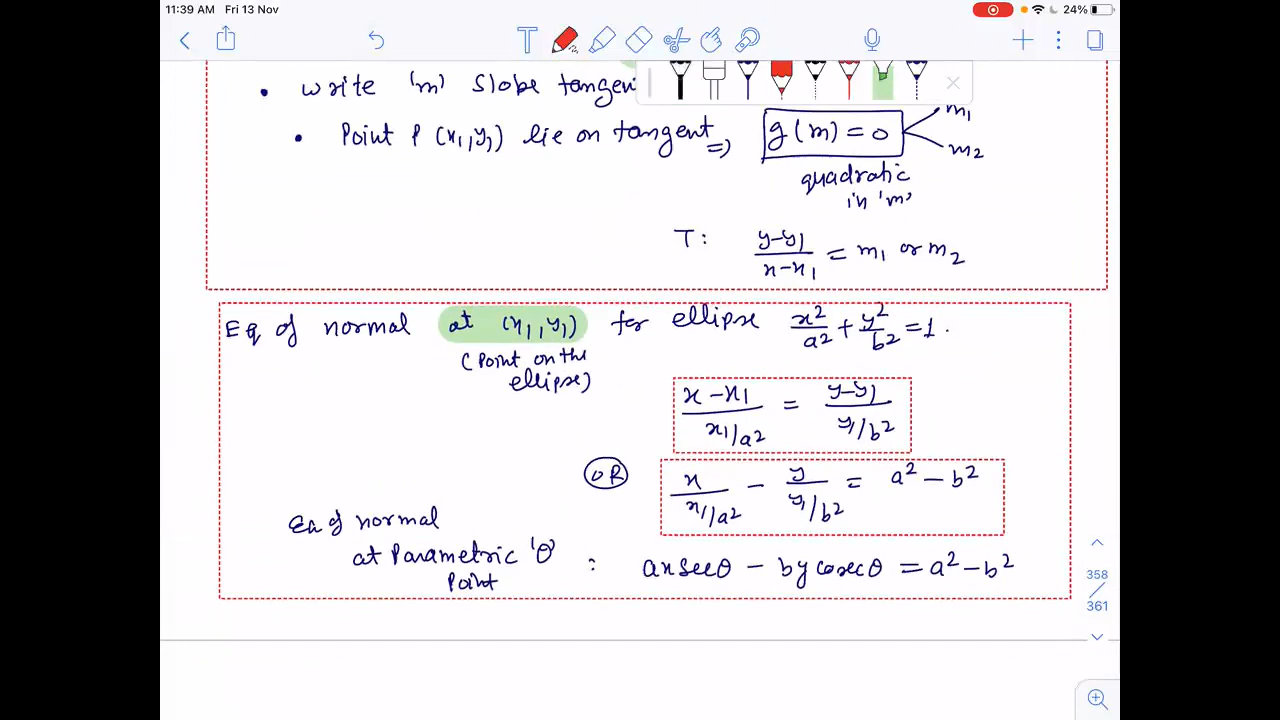 11:39 AM Fri 13 Nov 24%
T
• Write 'm' Slope tangen
• Point P (x₁,y₁) lie on tangent ⇒ g(m) = 0 m₁
m₂
quadratic
in 'm'
T: (y-y₁)/(x-x₁) = m₁ or m₂
Eq of normal at (x₁,y₁) for ellipse x²/a² + y²/b² = 1.
(Point on the
ellipse)
(x-x₁)/(x₁/a²) = (y-y₁)/(y₁/b²)
OR x/(x₁/a²) - y/(y₁/b²) = a² - b²
Eq of normal
at Parametric 'θ' : ax secθ - by cosecθ = a² - b²
Point
358
/
361